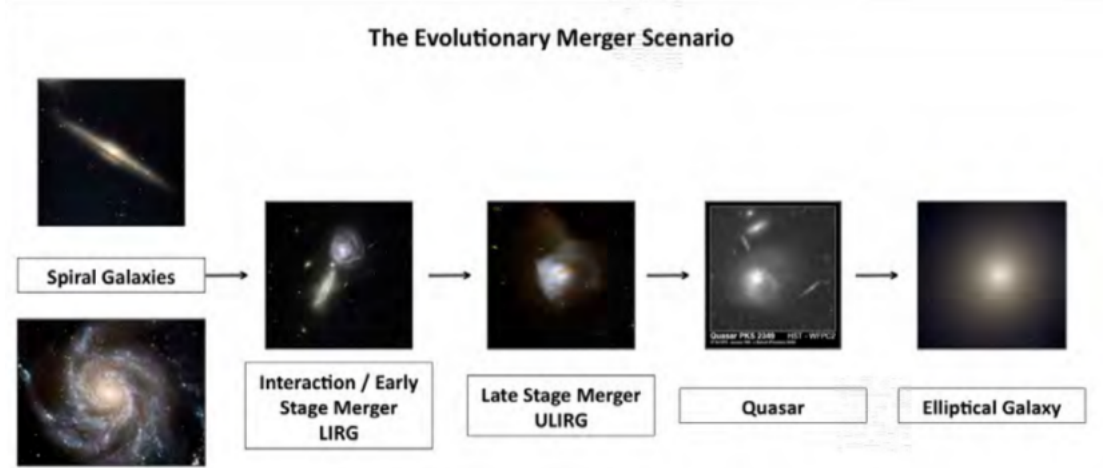 The Evolutionary Merger Scenario
Spiral Galaxies
Interaction / Early
Stage Merger
LIRG
Late Stage Merger
ULIRG
Quasar PKS 2349 HST - WFPC2
Quasar
Elliptical Galaxy